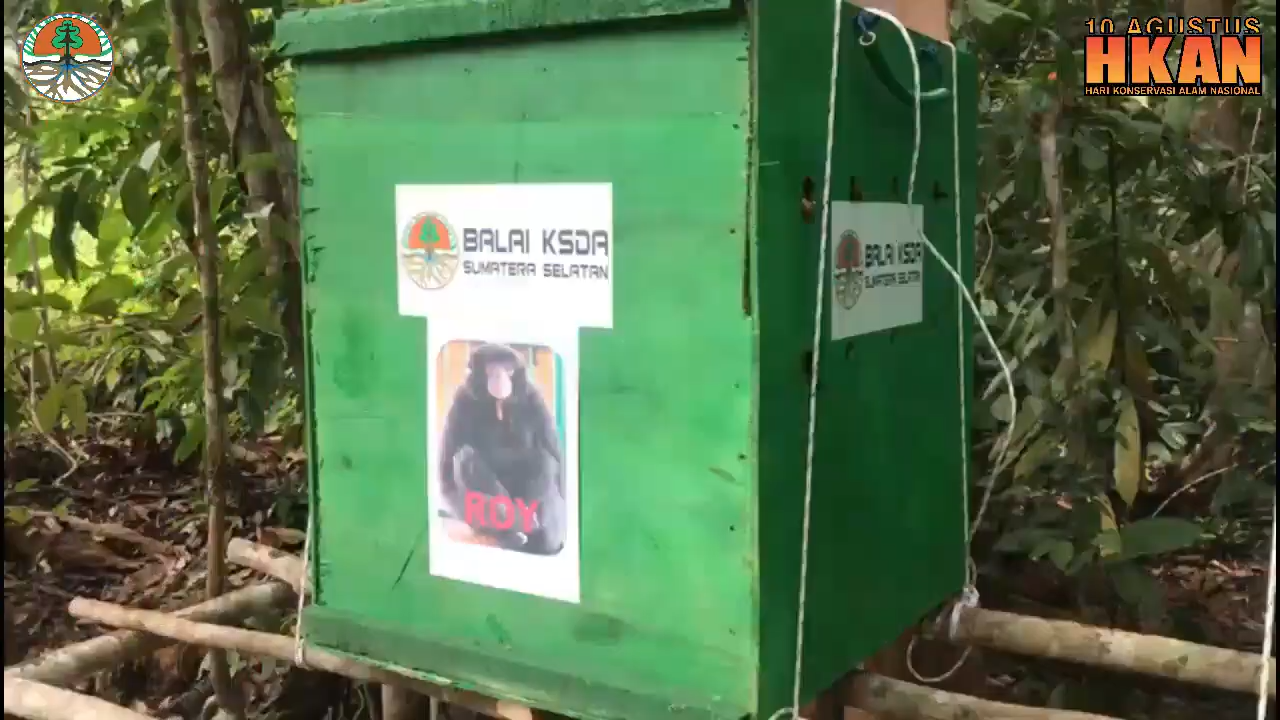 10 AGUSTUS
HKAN
HARI KONSERVASI ALAM NASIONAL
BALAI KSDA
SUMATERA SELATAN
ROY
BALAI KSDA
SUMATERA SELATAN